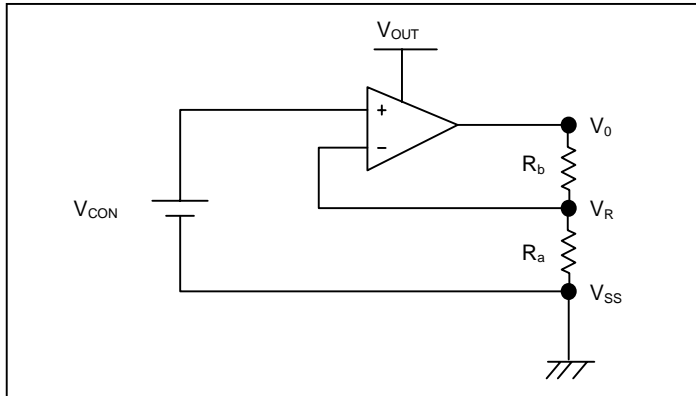 V_OUT
+
−
V_0
R_b
V_CON
V_R
R_a
V_SS